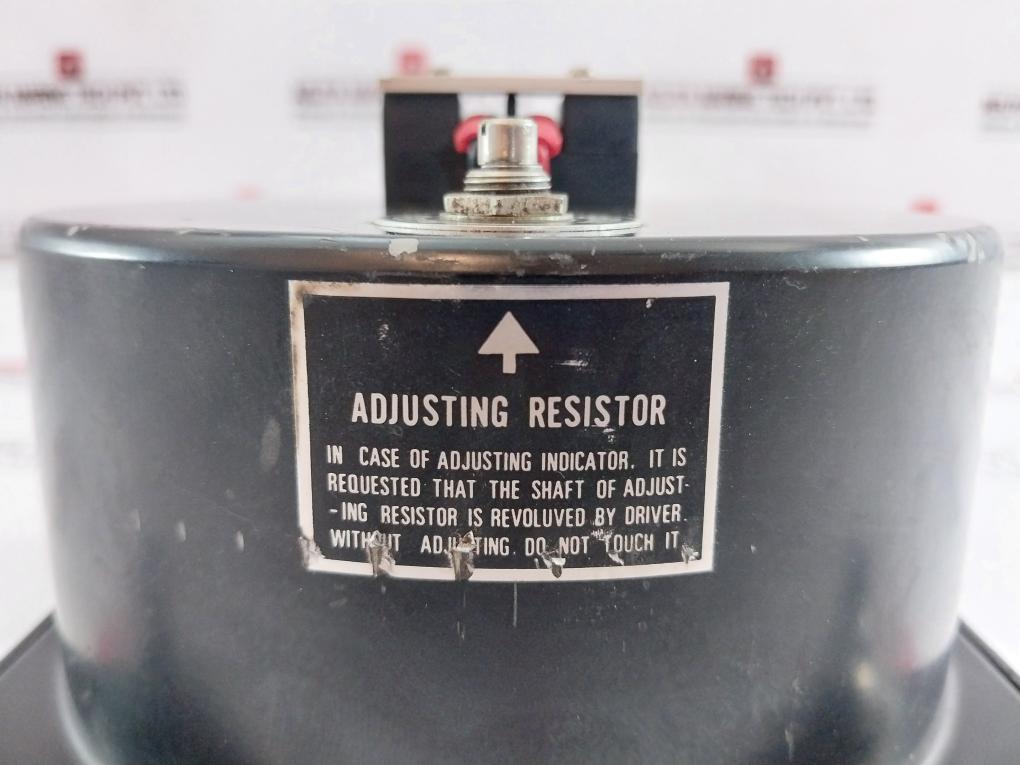 ADJUSTING RESISTOR
IN CASE OF ADJUSTING INDICATOR. IT IS
REQUESTED THAT THE SHAFT OF ADJUST-
-ING RESISTOR IS REVOLUVED BY DRIVER.
WITHOUT ADJUSTING. DO NOT TOUCH IT